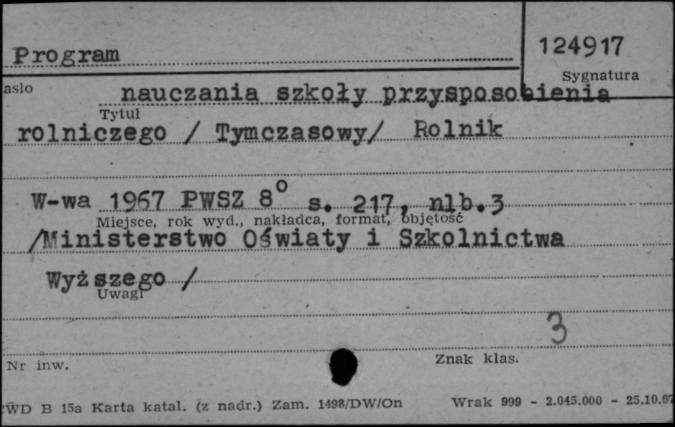 Program
124917
Sygnatura
asło
nauczania szkoły przysposobienia
Tytuł
rolniczego / Tymczasowy/ Rolnik
W-wa 1967 PWSZ 8° s. 217, nlb.3
Miejsce, rok wyd., nakładca, format, objętość
/Ministerstwo Oświaty i Szkolnictwa
Wyższego /
Uwagi
3
Nr inw.
Znak klas.
WD B 15a Karta katal. (z nadr.) Zam. 1498/DW/On
Wrak 999 - 2.045.000 - 25.10.67